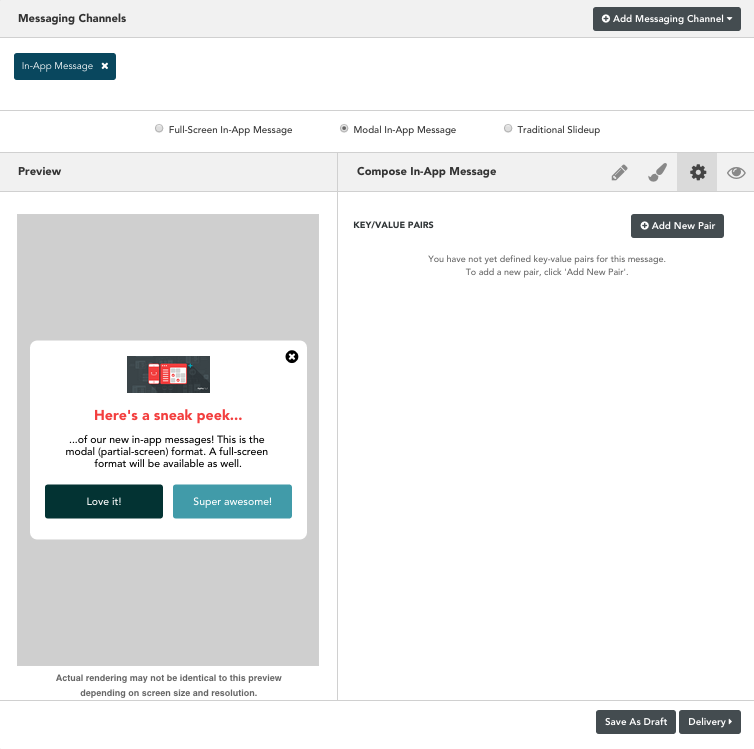 Messaging Channels
Add Messaging Channel
In-App Message
Full-Screen In-App Message
Modal In-App Message
Traditional Slideup
Preview
Compose In-App Message
KEY/VALUE PAIRS
Add New Pair
You have not yet defined key-value pairs for this message.
To add a new pair, click 'Add New Pair'.
Here's a sneak peek...
...of our new in-app messages! This is the
modal (partial-screen) format. A full-screen
format will be available as well.
Love it!
Super awesome!
Actual rendering may not be identical to this preview
depending on screen size and resolution.
Save As Draft
Delivery